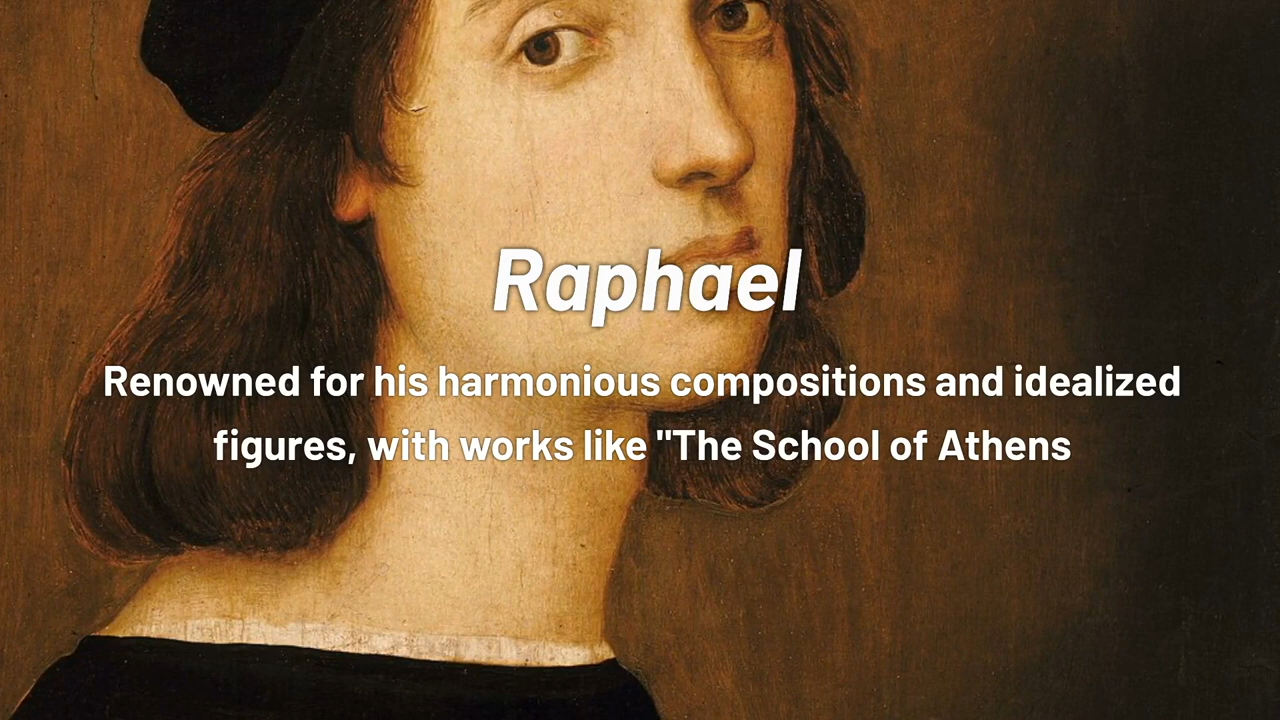 Raphael
Renowned for his harmonious compositions and idealized
figures, with works like "The School of Athens